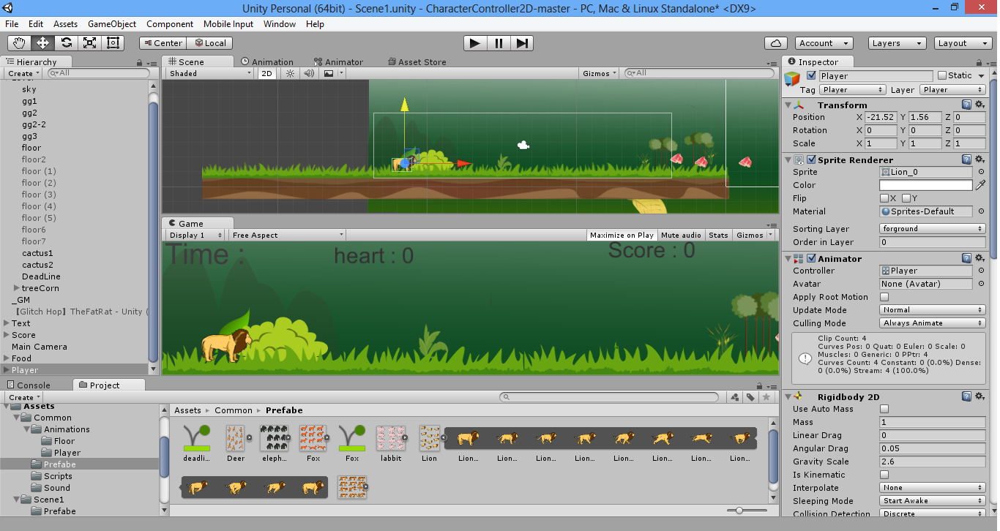 Unity Personal (64bit) - Scene1.unity - CharacterController2D-master - PC, Mac & Linux Standalone* <DX9>
File Edit Assets GameObject Component Mobile Input Window Help
Center Local Account Layers Layout
Hierarchy
Create All
sky
gg1
gg2
gg2-2
gg3
floor
floor2
floor (1)
floor (2)
floor (3)
floor (4)
floor (5)
floor6
floor7
cactus1
cactus2
DeadLine
treeCorn
_GM
【Glitch Hop】TheFatRat - Unity (
Text
Score
Main Camera
Food
Player
Scene Animation Animator Asset Store
Shaded 2D Gizmos All
Game
Display 1 Free Aspect Maximize on Play Mute audio Stats Gizmos
Time :
heart : 0
Score : 0
Console Project
Create
Assets
Common
Animations
Floor
Player
Prefabe
Scripts
Sound
Scene1
Prefabe
Assets Common Prefabe
deadli... Deer eleph... Fox Fox labbit Lion Lion... Lion... Lion... Lion... Lion... Lion... Lion... Lion...
Inspector
Player Static
Tag Player Layer Player
Transform
Position X -21.52 Y 1.56 Z 0
Rotation X 0 Y 0 Z 0
Scale X 1 Y 1 Z 1
Sprite Renderer
Sprite Lion_0
Color
Flip X Y
Material Sprites-Default
Sorting Layer forground
Order in Layer 0
Animator
Controller Player
Avatar None (Avatar)
Apply Root Motion
Update Mode Normal
Culling Mode Always Animate
Clip Count: 4
Curves Pos: 0 Quat: 0 Euler: 0 Scale: 0
Muscles: 0 Generic: 0 PPtr: 4
Curves Count: 4 Constant: 0 (0.0%) Dense:
0 (0.0%) Stream: 4 (100.0%)
Rigidbody 2D
Use Auto Mass
Mass 1
Linear Drag 0
Angular Drag 0.05
Gravity Scale 2.6
Is Kinematic
Interpolate None
Sleeping Mode Start Awake
Collision Detection Discrete